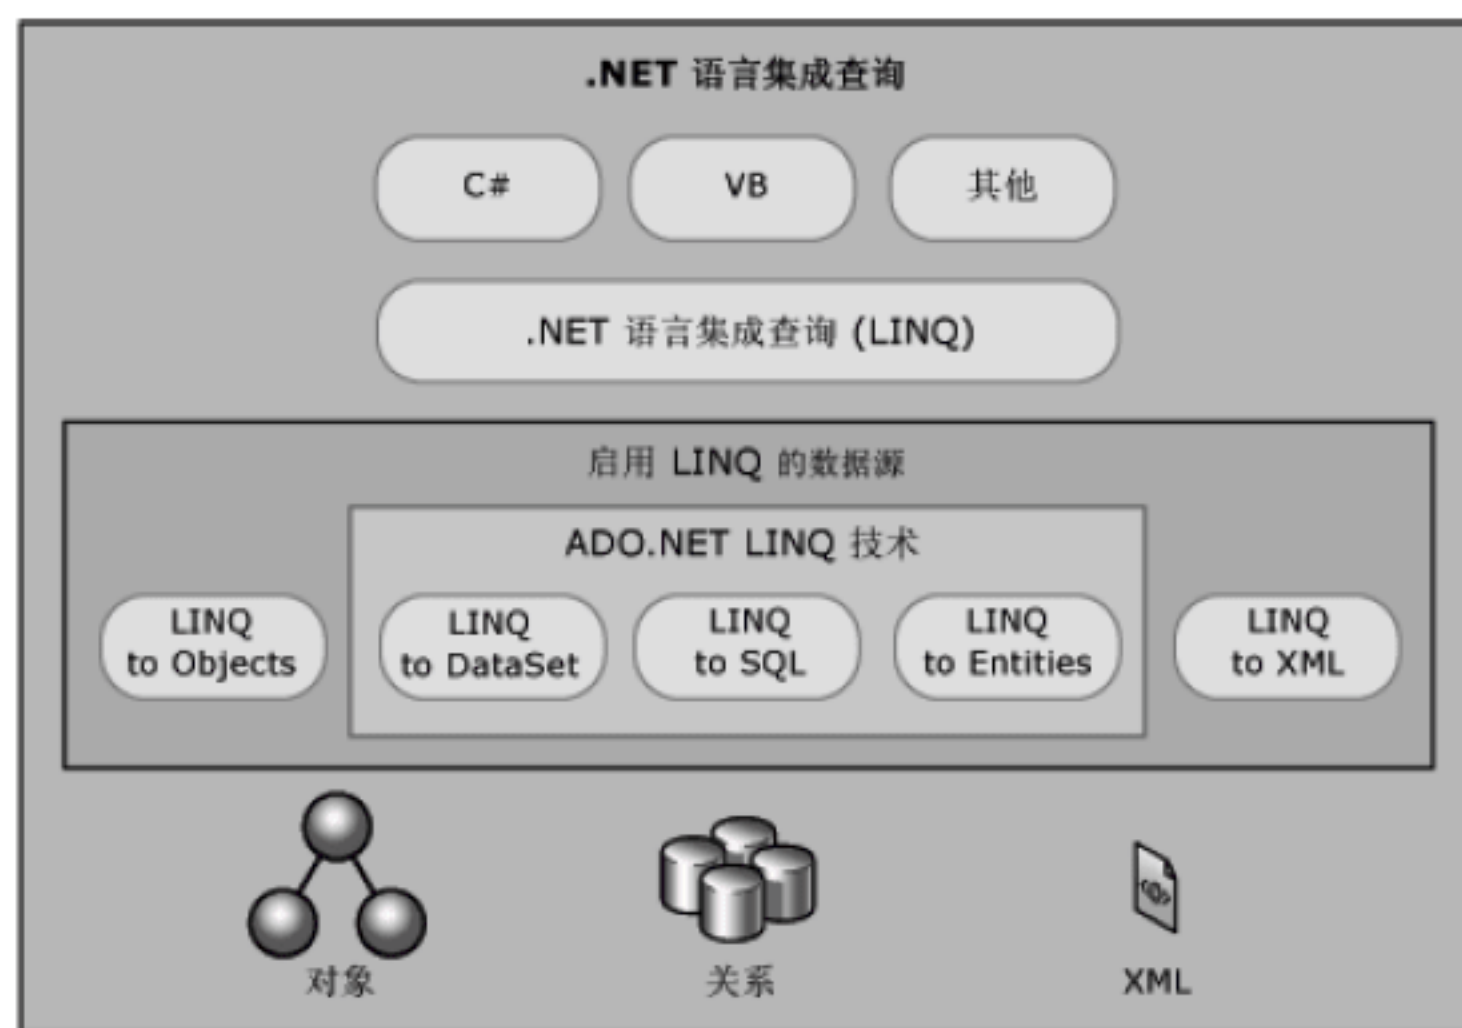 .NET 语言集成查询
C# VB 其他
.NET 语言集成查询 (LINQ)
启用 LINQ 的数据源
ADO.NET LINQ 技术
LINQ LINQ LINQ LINQ LINQ
to Objects to DataSet to SQL to Entities to XML
对象 关系 XML